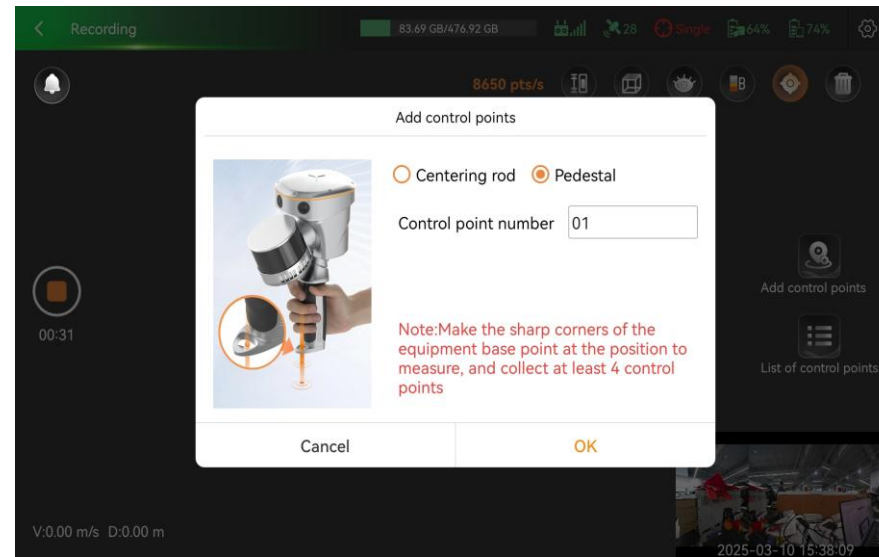 Recording
83.69 GB/476.92 GB
28
Single
64%
74%
8650 pts/s
B
Add control points
Centering rod
Pedestal
Control point number
01
00:31
Add control points
Note:Make the sharp corners of the
equipment base point at the position to
measure, and collect at least 4 control
points
List of control points
Cancel
OK
V:0.00 m/s D:0.00 m
2025-03-10 15:38:09